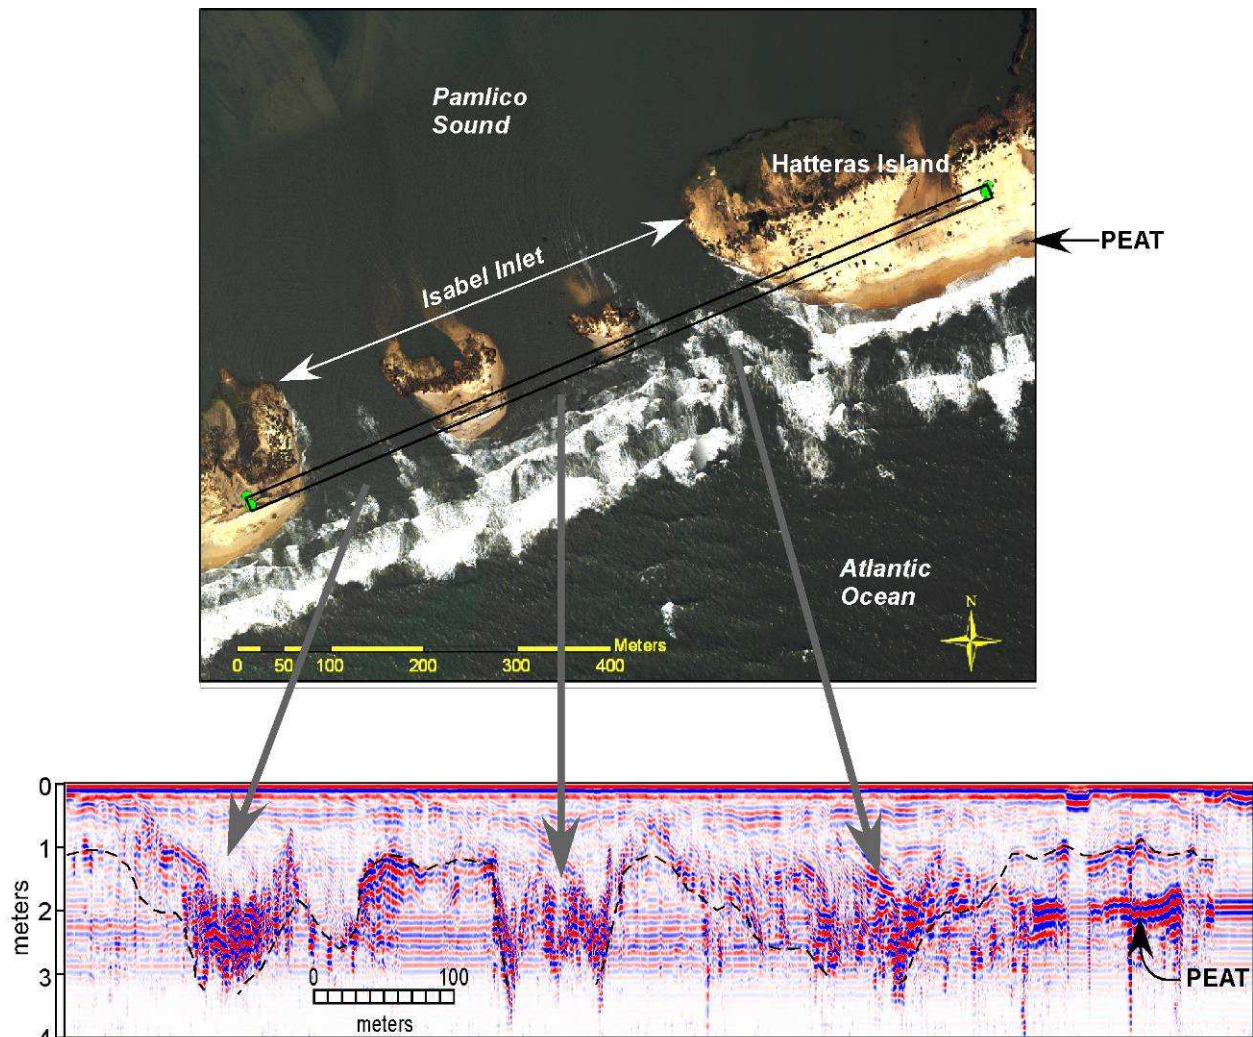 Pamlico
Sound
Hatteras Island
PEAT
Isabel Inlet
Atlantic
Ocean
N
Meters
0 50 100 200 300 400
0
1
2
3
4
meters
0 100
meters
PEAT